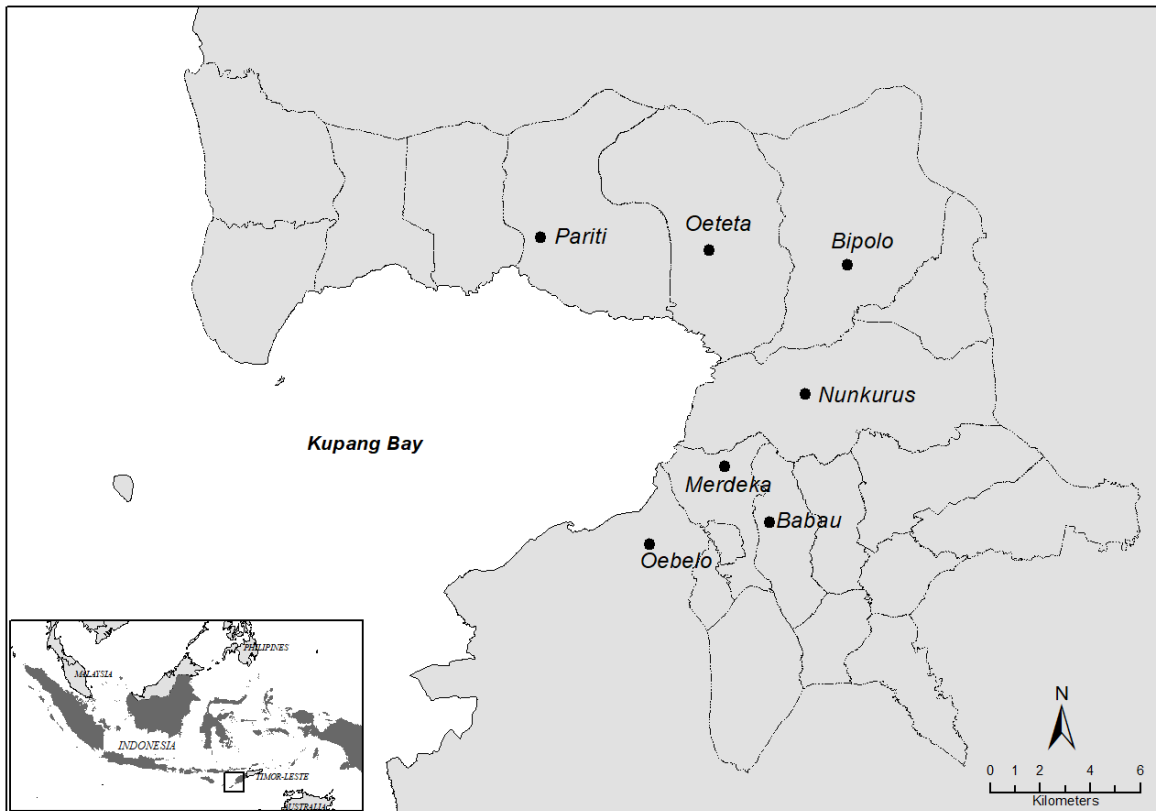 Pariti
Oeteta
Bipolo
Nunkurus
Kupang Bay
Merdeka
Babau
Oebelo
PHILIPINES
MALAYSIA
INDONESIA
TIMOR-LESTE
AUSTRALIA
N
0 1 2 4 6
Kilometers